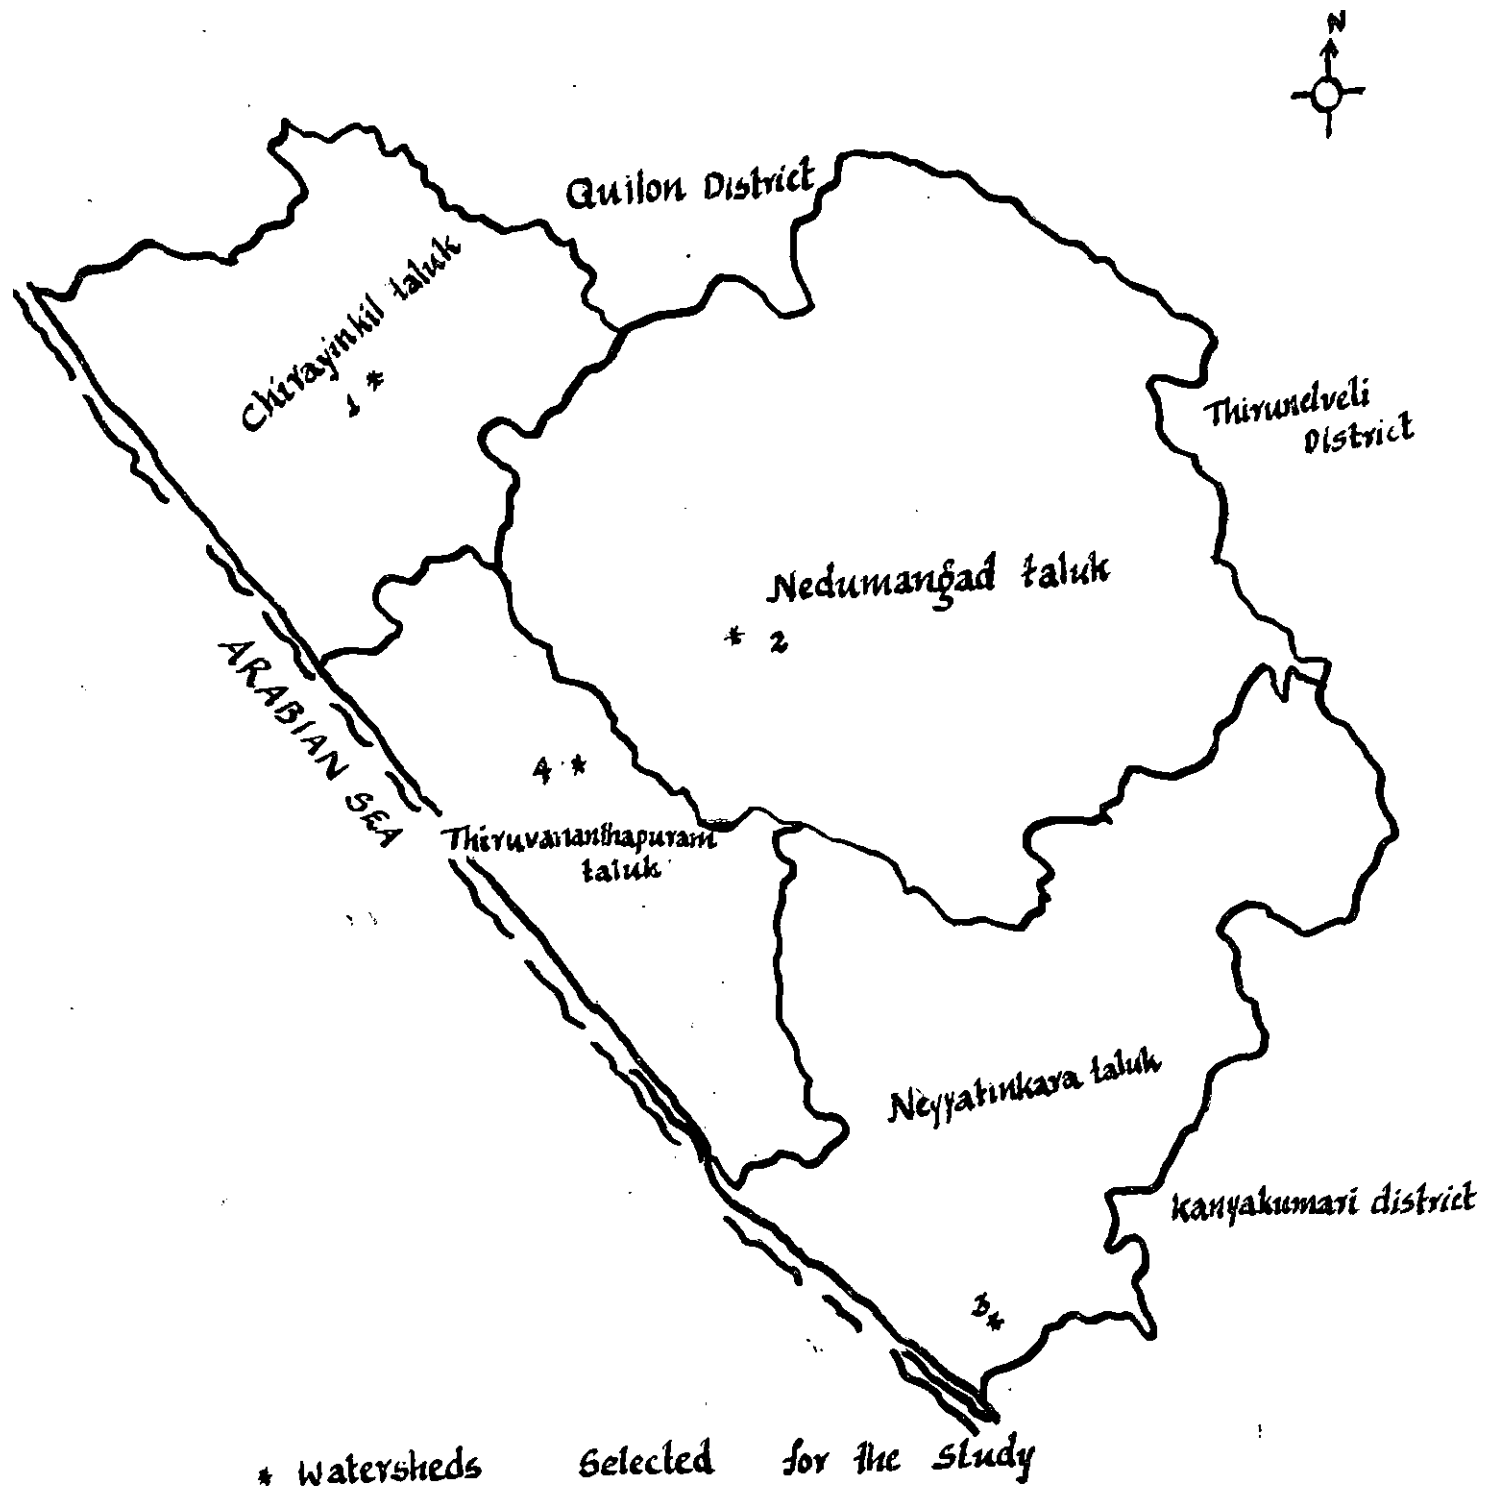 N
Quilon District
Chirayinkil taluk
1 *
Thirunelveli
District
Nedumangad taluk
* 2
ARABIAN SEA
4 *
Thiruvananthapuram
taluk
Neyyatinkara taluk
Kanyakumari district
3 *
* Watersheds Selected for the Study